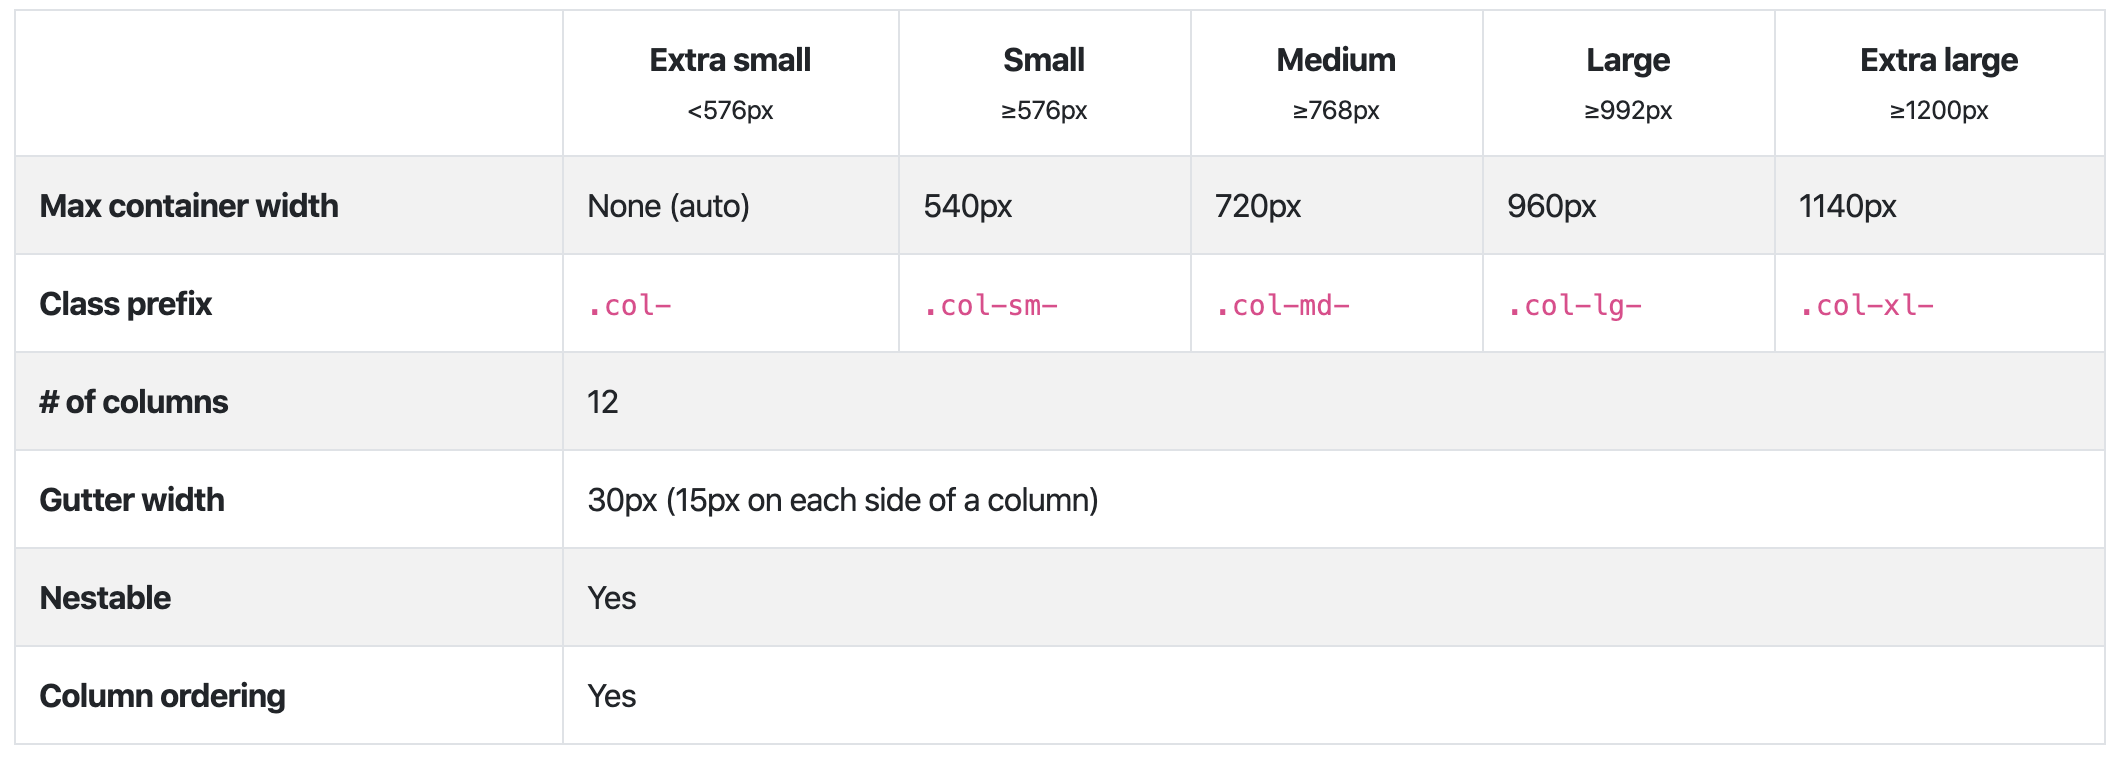 Extra small Small Medium Large Extra large
<576px ≥576px ≥768px ≥992px ≥1200px
Max container width None (auto) 540px 720px 960px 1140px
Class prefix .col- .col-sm- .col-md- .col-lg- .col-xl-
# of columns 12
Gutter width 30px (15px on each side of a column)
Nestable Yes
Column ordering Yes